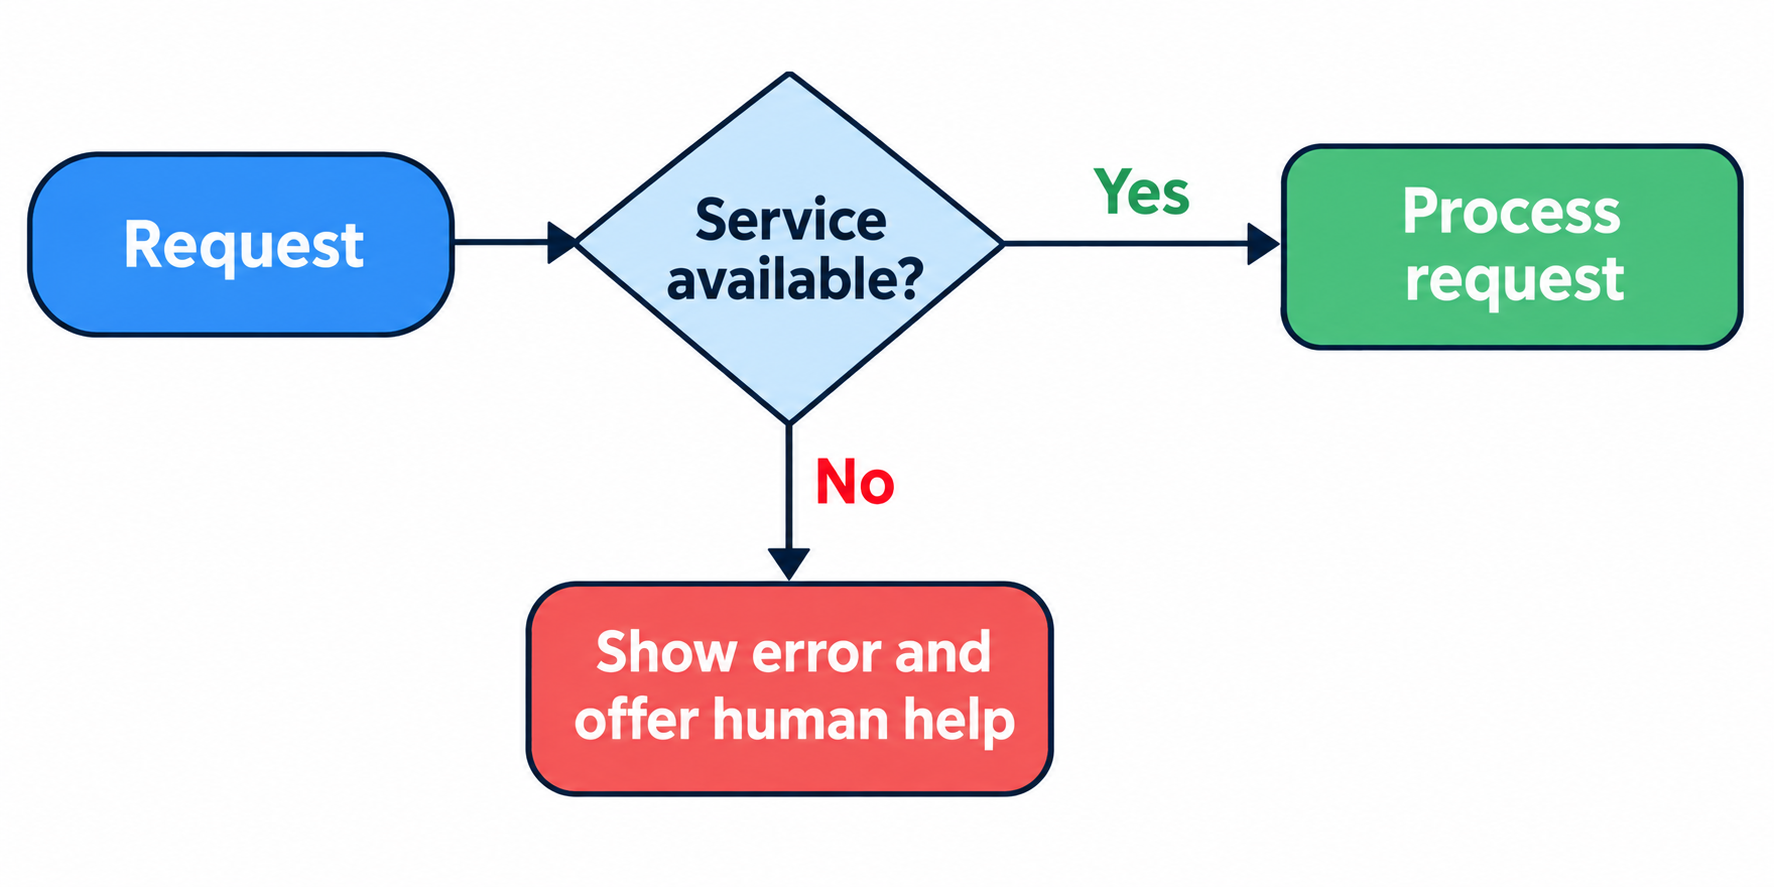 Request
Service
available?
Yes
Process
request
No
Show error and
offer human help